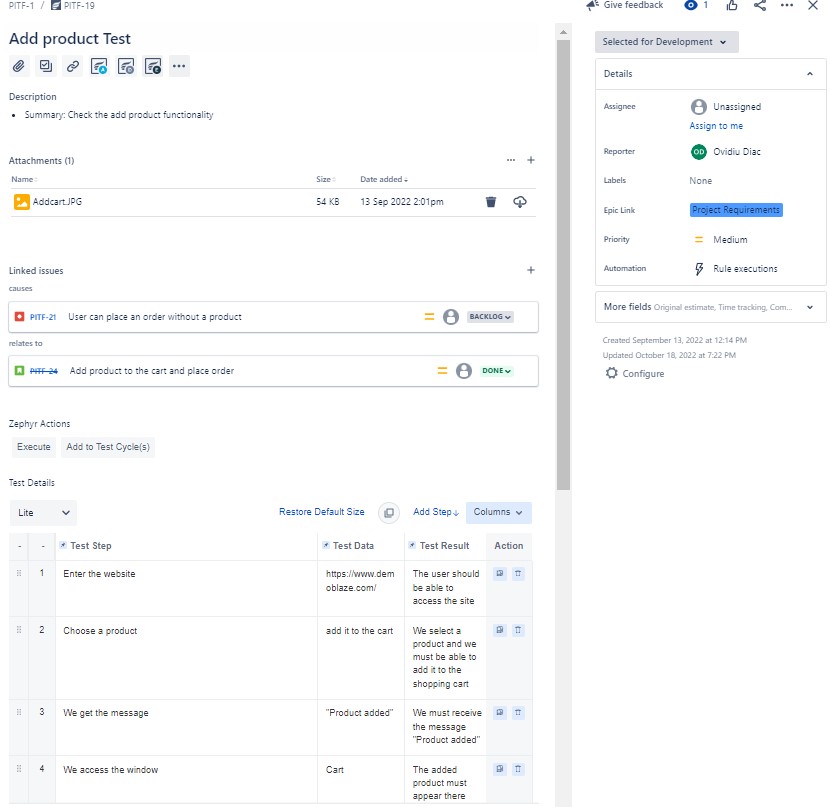 PITF-1 / PITF-19
Give feedback
1
Add product Test
Description
Summary: Check the add product functionality
Attachments (1)
Name
Size
Date added
Addcart.JPG
54 KB
13 Sep 2022 2:01pm
Linked issues
causes
PITF-21
User can place an order without a product
BACKLOG
relates to
PITF-24
Add product to the cart and place order
DONE
Zephyr Actions
Execute
Add to Test Cycle(s)
Test Details
Lite
Restore Default Size
Add Step
Columns
- - Test Step Test Data Test Result Action
1 Enter the website
https://www.dem
oblaze.com/
The user should
be able to
access the site
2 Choose a product
add it to the cart
We select a
product and we
must be able to
add it to the
shopping cart
3 We get the message
"Product added"
We must receive
the message
"Product added"
4 We access the window
Cart
The added
product must
appear there
Selected for Development
Details
Assignee
Unassigned
Assign to me
Reporter
OD
Ovidiu Diac
Labels
None
Epic Link
Project Requirements
Priority
Medium
Automation
Rule executions
More fields Original estimate, Time tracking, Com...
Created September 13, 2022 at 12:14 PM
Updated October 18, 2022 at 7:22 PM
Configure